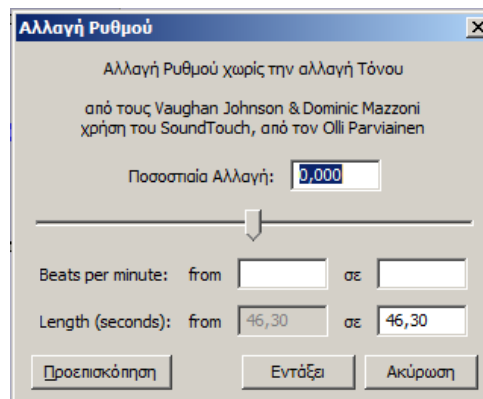 Αλλαγή Ρυθμού
Αλλαγή Ρυθμού χωρίς την αλλαγή Τόνου
από τους Vaughan Johnson & Dominic Mazzoni
χρήση του SoundTouch, από τον Olli Parviainen
Ποσοστιαία Αλλαγή: 0,000
Beats per minute: from σε
Length (seconds): from 46,30 σε 46,30
Προεπισκόπηση Εντάξει Ακύρωση